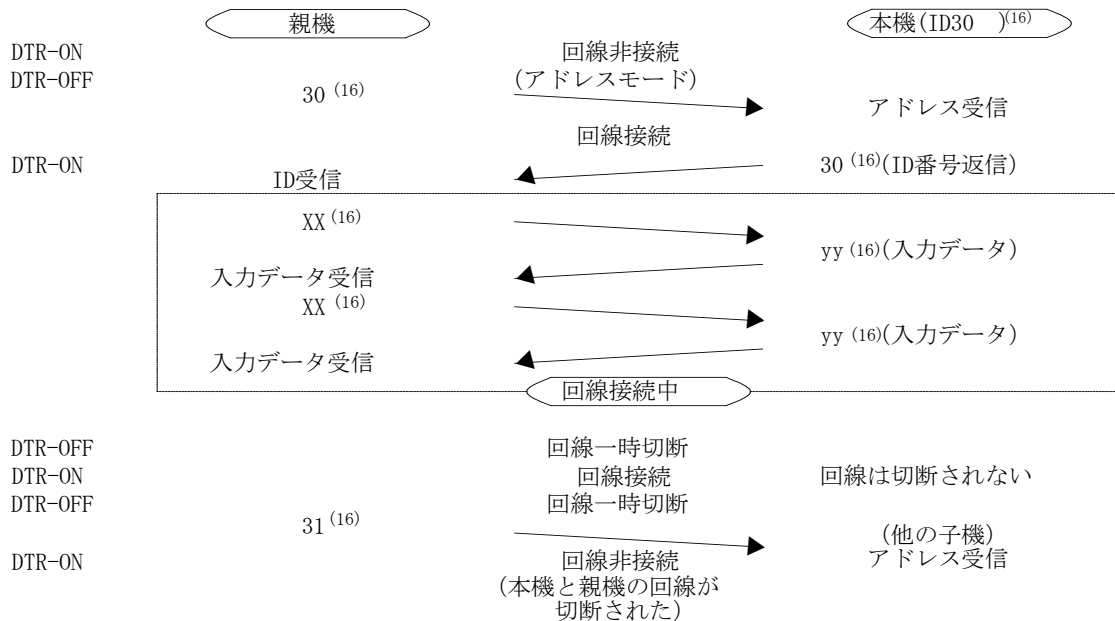 親機 本機(ID30 )(16)
DTR-ON 回線非接続
DTR-OFF (アドレスモード)
30 (16) アドレス受信
回線接続
DTR-ON 30 (16)(ID番号返信)
ID受信
XX (16)
yy (16)(入力データ)
入力データ受信
XX (16)
yy (16)(入力データ)
入力データ受信
回線接続中
DTR-OFF 回線一時切断
DTR-ON 回線接続 回線は切断されない
DTR-OFF 回線一時切断
31 (16) (他の子機)
DTR-ON 回線非接続 アドレス受信
(本機と親機の回線が
切断された)